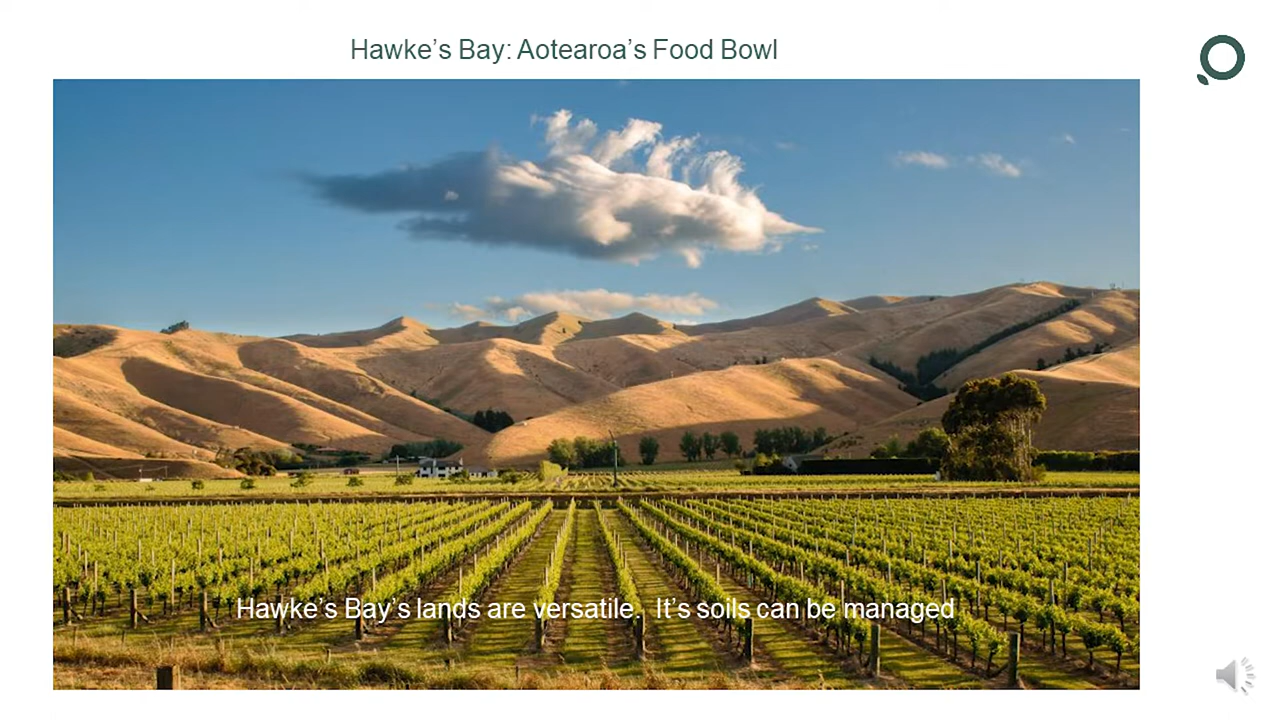 Hawke’s Bay: Aotearoa’s Food Bowl
Hawke’s Bay’s lands are versatile.  It’s soils can be managed